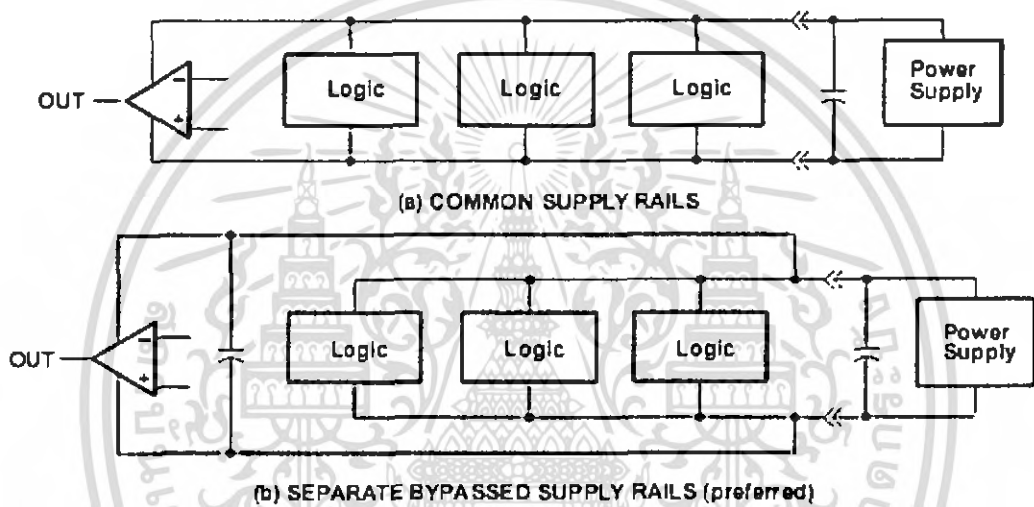 Logic
Logic
Logic
Power
Supply
OUT
-
+
(a) COMMON SUPPLY RAILS
Logic
Logic
Logic
Power
Supply
OUT
-
+
(b) SEPARATE BYPASSED SUPPLY RAILS (preferred)